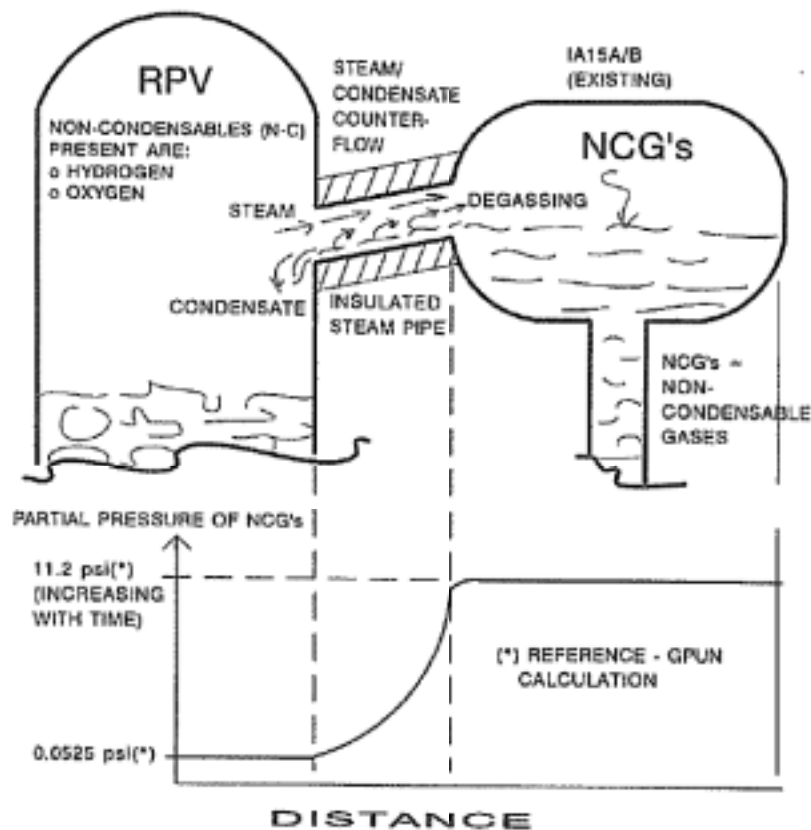 RPV
NON-CONDENSABLES (N-C)
PRESENT ARE:
o HYDROGEN
o OXYGEN
STEAM/
CONDENSATE
COUNTER-
FLOW
IA15A/B
(EXISTING)
NCG's
STEAM
DEGASSING
CONDENSATE
INSULATED
STEAM PIPE
NCG's =
NON-
CONDENSABLE
GASES
PARTIAL PRESSURE OF NCG's
11.2 psi(*)
(INCREASING
WITH TIME)
(*) REFERENCE - GPUN
CALCULATION
0.0525 psi(*)
DISTANCE